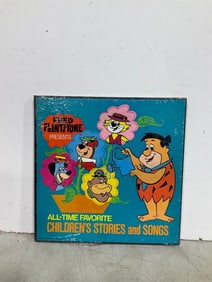 FRED
FLINTSTONE
PRESENTS
ALL-TIME FAVORITE
CHILDREN'S STORIES and SONGS